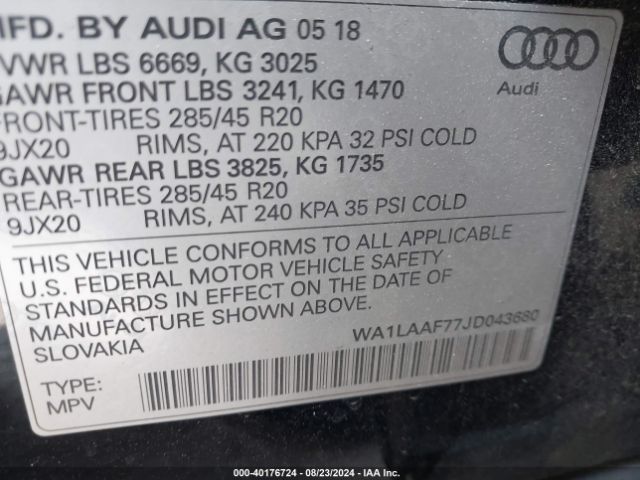 MFD. BY AUDI AG 05 18
VWR LBS 6669, KG 3025
GAWR FRONT LBS 3241, KG 1470
FRONT-TIRES 285/45 R20
9JX20 RIMS, AT 220 KPA 32 PSI COLD
GAWR REAR LBS 3825, KG 1735
REAR-TIRES 285/45 R20
9JX20 RIMS, AT 240 KPA 35 PSI COLD
Audi
THIS VEHICLE CONFORMS TO ALL APPLICABLE
U.S. FEDERAL MOTOR VEHICLE SAFETY
STANDARDS IN EFFECT ON THE DATE OF
MANUFACTURE SHOWN ABOVE.
SLOVAKIA
WA1LAAF77JD043680
TYPE:
MPV
000-40176724 - 08/23/2024 - IAA Inc.